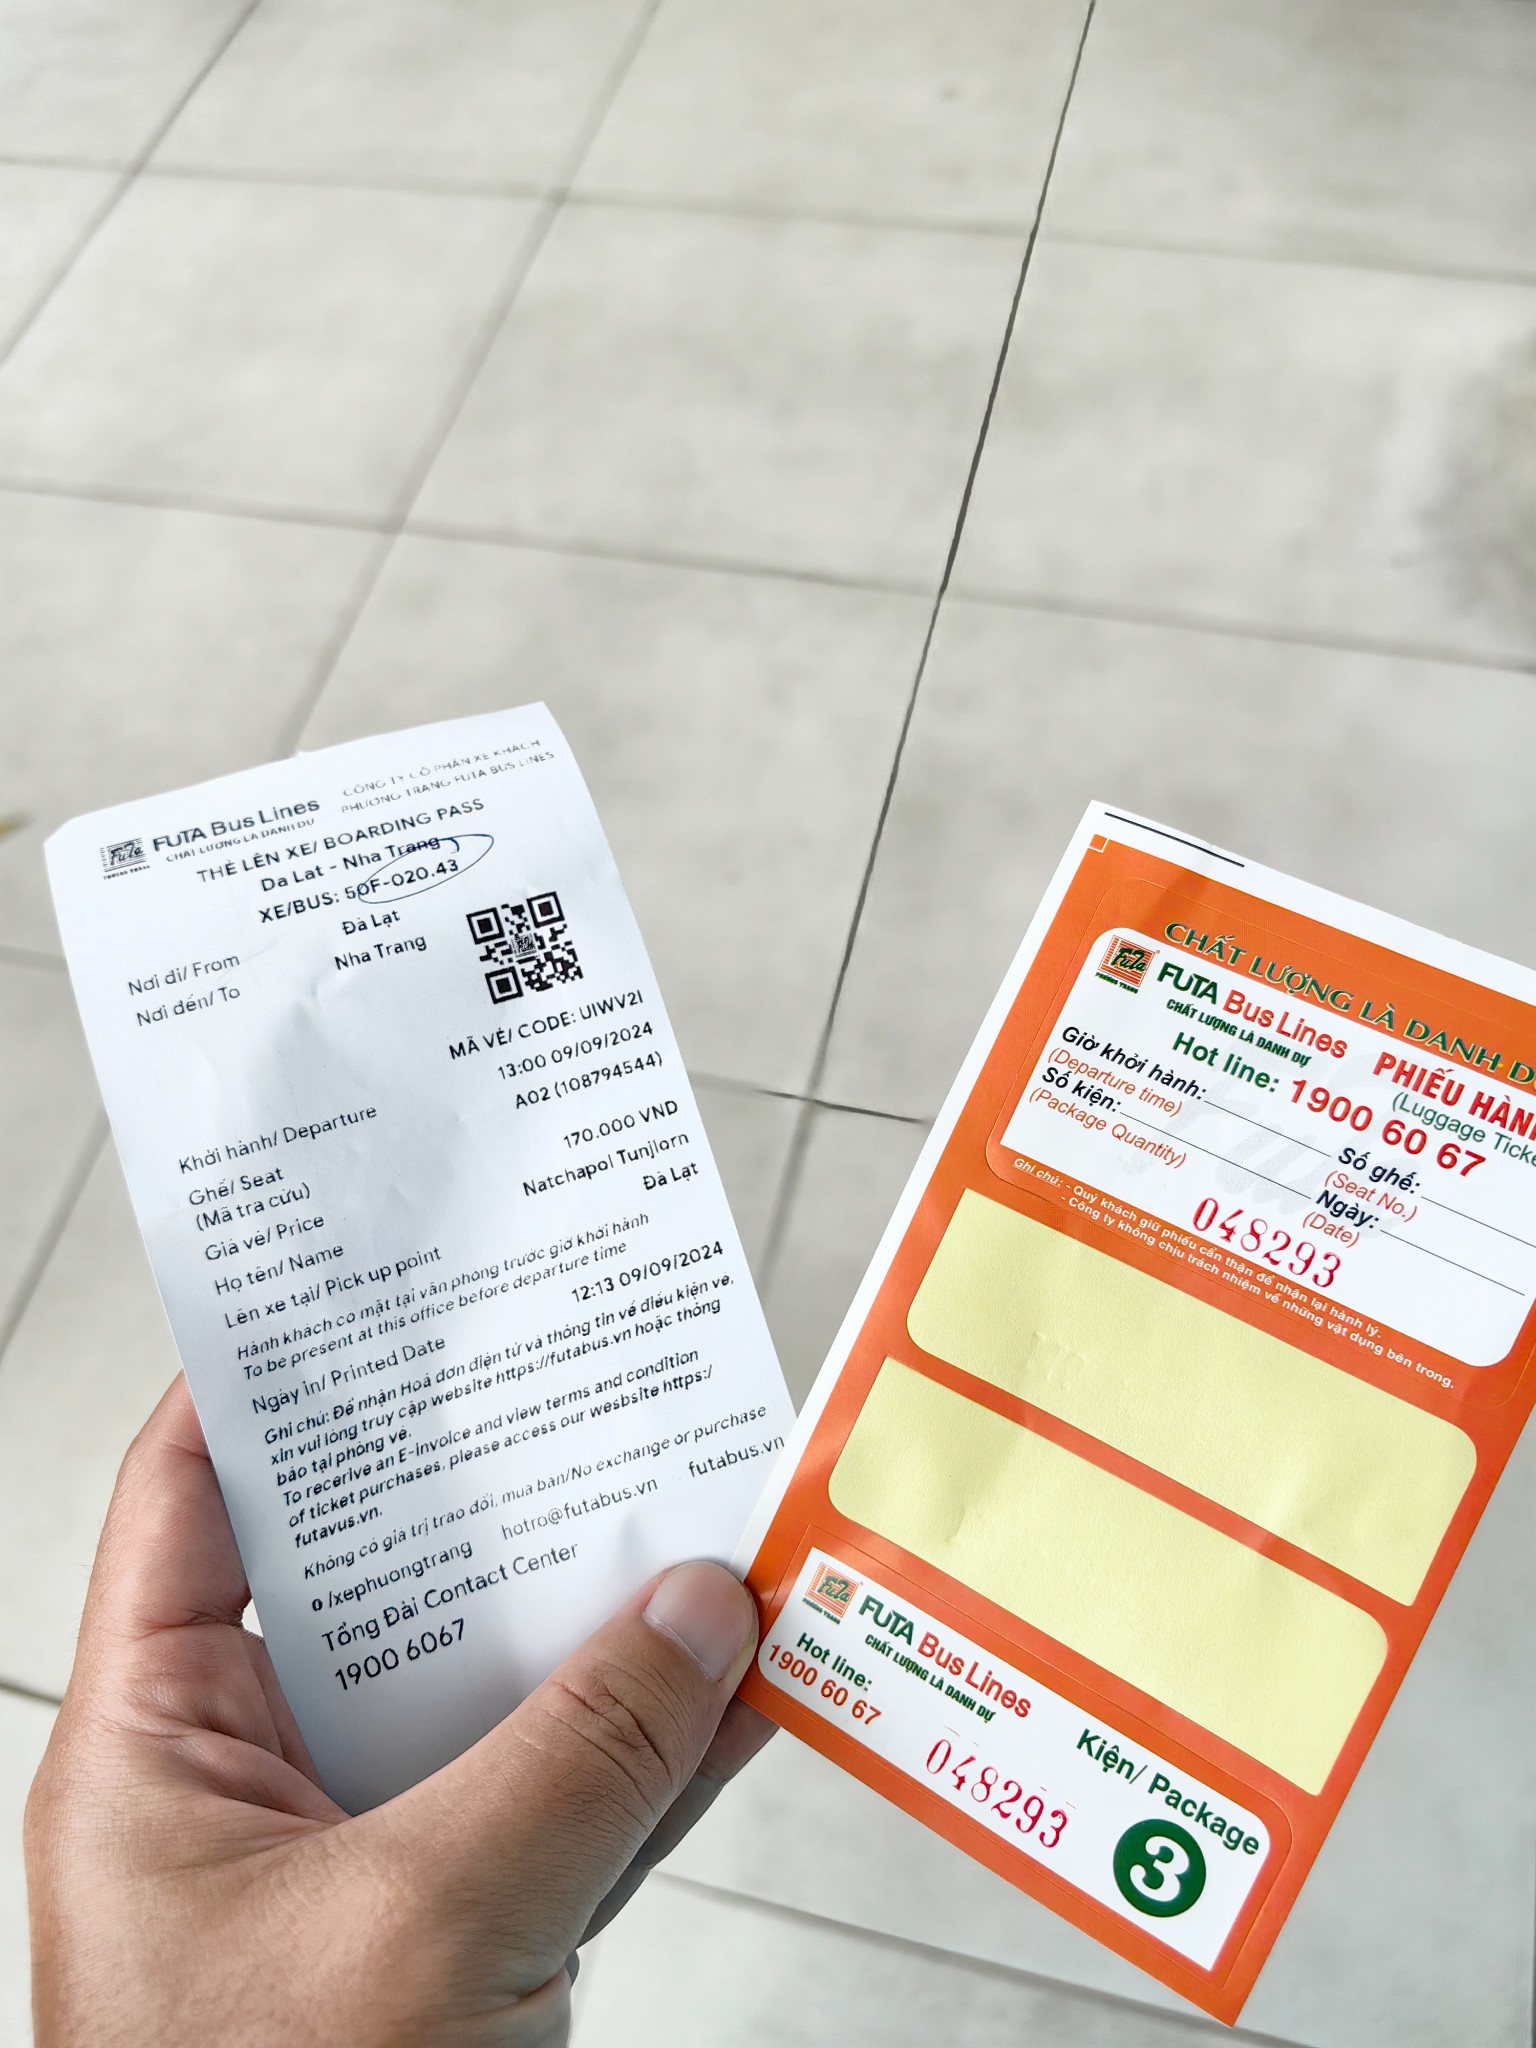 FUTA Bus Lines
CHẤT LƯỢNG LÀ DANH DỰ
CÔNG TY CỔ PHẦN XE KHÁCH
PHƯƠNG TRANG FUTA BUS LINES
FuTa
PHƯƠNG TRANG
THẺ LÊN XE/ BOARDING PASS
Da Lat - Nha Trang
XE/BUS: 50F-020.43
Nơi đi/ From Đà Lạt
Nơi đến/ To Nha Trang
MÃ VÉ/ CODE: UIWV2I
Khởi hành/ Departure 13:00 09/09/2024
Ghế/ Seat A02 (108794544)
(Mã tra cứu)
Giá vé/ Price 170.000 VND
Họ tên/ Name Natchapol Tunjlorn
Lên xe tại/ Pick up point Đà Lạt
Hành khách có mặt tại văn phòng trước giờ khởi hành
To be present at this office before departure time
Ngày in/ Printed Date 12:13 09/09/2024
Ghi chú: Để nhận Hoá đơn điện tử và thông tin về điều kiện vé,
xin vui lòng truy cập website https://futabus.vn hoặc thông
báo tại phòng vé.
To receive an E-invoice and view terms and condition
of ticket purchases, please access our wesbsite https:/
futavus.vn.
Không có giá trị trao đổi, mua bán/No exchange or purchase
/xephuongtrang hotro@futabus.vn futabus.vn
Tổng Đài Contact Center
1900 6067
CHẤT LƯỢNG LÀ DANH D
FuTa
PHƯƠNG TRANG
FUTA Bus Lines
CHẤT LƯỢNG LÀ DANH DỰ
PHIẾU HÀNH
(Luggage Ticke
Hot line: 1900 60 67
Giờ khởi hành: Số ghế:
(Departure time) (Seat No.)
Số kiện: Ngày:
(Package Quantity) (Date)
048293
Ghi chú: - Quý khách giữ phiếu cẩn thận để nhận lại hành lý.
- Công ty không chịu trách nhiệm về những vật dụng bên trong.
FuTa
PHƯƠNG TRANG
FUTA Bus Lines
CHẤT LƯỢNG LÀ DANH DỰ
Hot line:
1900 60 67
048293
Kiện/ Package
3